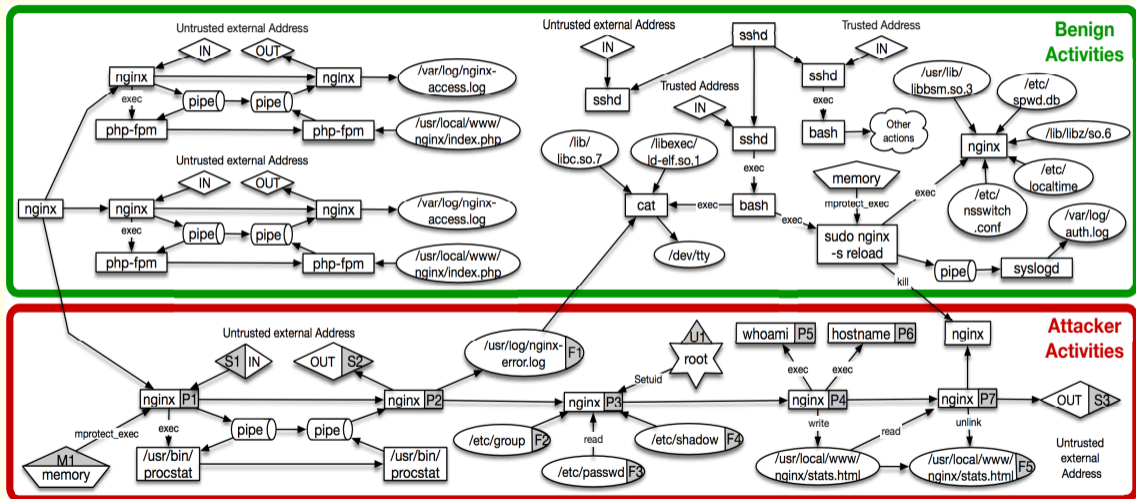 Benign
Activities
Untrusted external Address
IN
OUT
nginx
exec
pipe
pipe
nginx
/var/log/nginx-
access.log
php-fpm
php-fpm
/usr/local/www/
nginx/index.php
Untrusted external Address
IN
OUT
nginx
nginx
exec
pipe
pipe
nginx
/var/log/nginx-
access.log
php-fpm
php-fpm
/usr/local/www/
nginx/index.php
Untrusted external Address
IN
sshd
sshd
Trusted Address
IN
sshd
exec
bash
Other
actions
Trusted Address
IN
sshd
exec
bash
exec
exec
cat
/lib/
libc.so.7
/libexec/
ld-elf.so.1
/dev/tty
memory
mprotect_exec
sudo nginx
-s reload
exec
kill
pipe
syslogd
/var/log/
auth.log
/usr/lib/
libbsm.so.3
/etc/
spwd.db
/lib/libz/so.6
nginx
/etc/
localtime
/etc/
nsswitch
.conf
Attacker
Activities
Untrusted external Address
S1 IN
OUT S2
nginx P1
mprotect_exec
M1
memory
exec
pipe
pipe
/usr/bin/
procstat
/usr/bin/
procstat
nginx P2
/usr/log/nginx-
error.log F1
U1
root
Setuid
nginx P3
/etc/group F2
read
/etc/passwd F3
/etc/shadow F4
whoami P5
hostname P6
exec
exec
nginx P4
write
/usr/local/www/
nginx/stats.html
read
nginx
nginx P7
unlink
/usr/local/www/
nginx/stats.html F5
OUT S3
Untrusted
external
Address